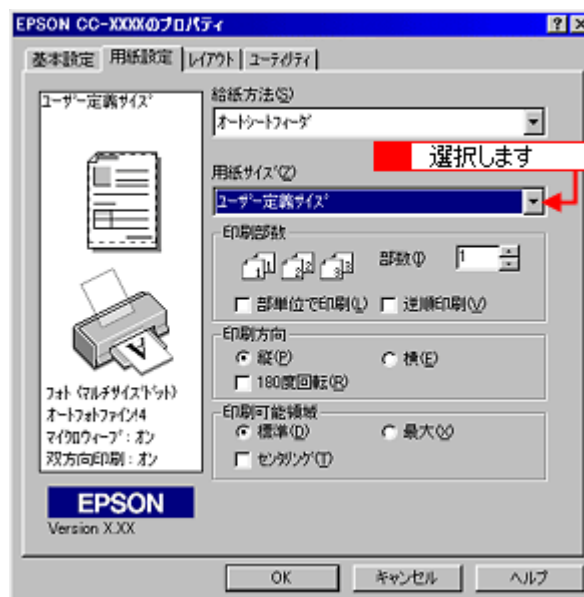 EPSON CC-XXXXのプロパティ
基本設定 用紙設定 レイアウト ユーティリティ
ユーザー定義サイズ
給紙方法(S)
オートシートフィーダ
選択します
用紙サイズ(Z)
ユーザー定義サイズ
印刷部数
1 1 2 2 3 3
部数(I) 1
部単位で印刷(L) 逆順印刷(V)
印刷方向
縦(P) 横(E)
180度回転(R)
印刷可能領域
標準(D) 最大(X)
センタリング(T)
A
フォト (マルチサイズドット)
オートフォトファイン!4
マイクロウィーブ : オン
双方向印刷 : オン
EPSON
Version X.XX
OK キャンセル ヘルプ